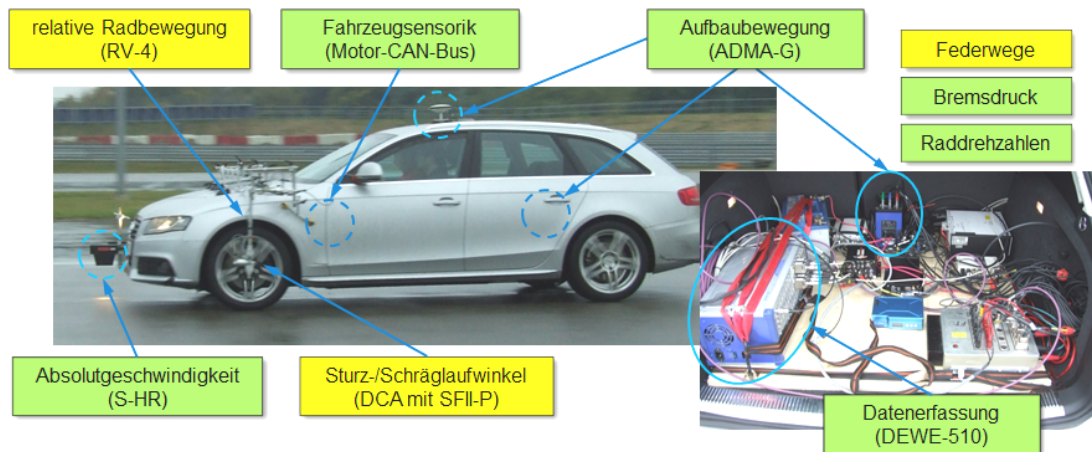 relative Radbewegung
(RV-4)
Fahrzeugsensorik
(Motor-CAN-Bus)
Aufbaubewegung
(ADMA-G)
Federwege
Bremsdruck
Raddrehzahlen
Absolutgeschwindigkeit
(S-HR)
Sturz-/Schräglaufwinkel
(DCA mit SFII-P)
Datenerfassung
(DEWE-510)